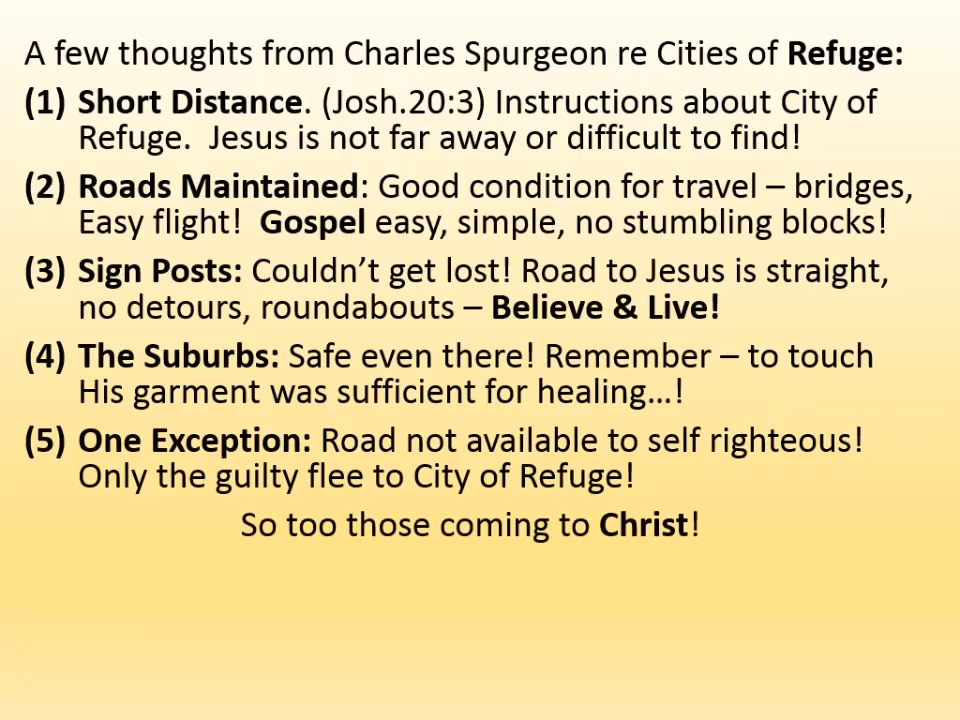 A few thoughts from Charles Spurgeon re Cities of Refuge:
(1) Short Distance. (Josh.20:3) Instructions about City of
Refuge.  Jesus is not far away or difficult to find!
(2) Roads Maintained: Good condition for travel – bridges,
Easy flight!  Gospel easy, simple, no stumbling blocks!
(3) Sign Posts: Couldn’t get lost! Road to Jesus is straight,
no detours, roundabouts – Believe & Live!
(4) The Suburbs: Safe even there! Remember – to touch
His garment was sufficient for healing…!
(5) One Exception: Road not available to self righteous!
Only the guilty flee to City of Refuge!
So too those coming to Christ!